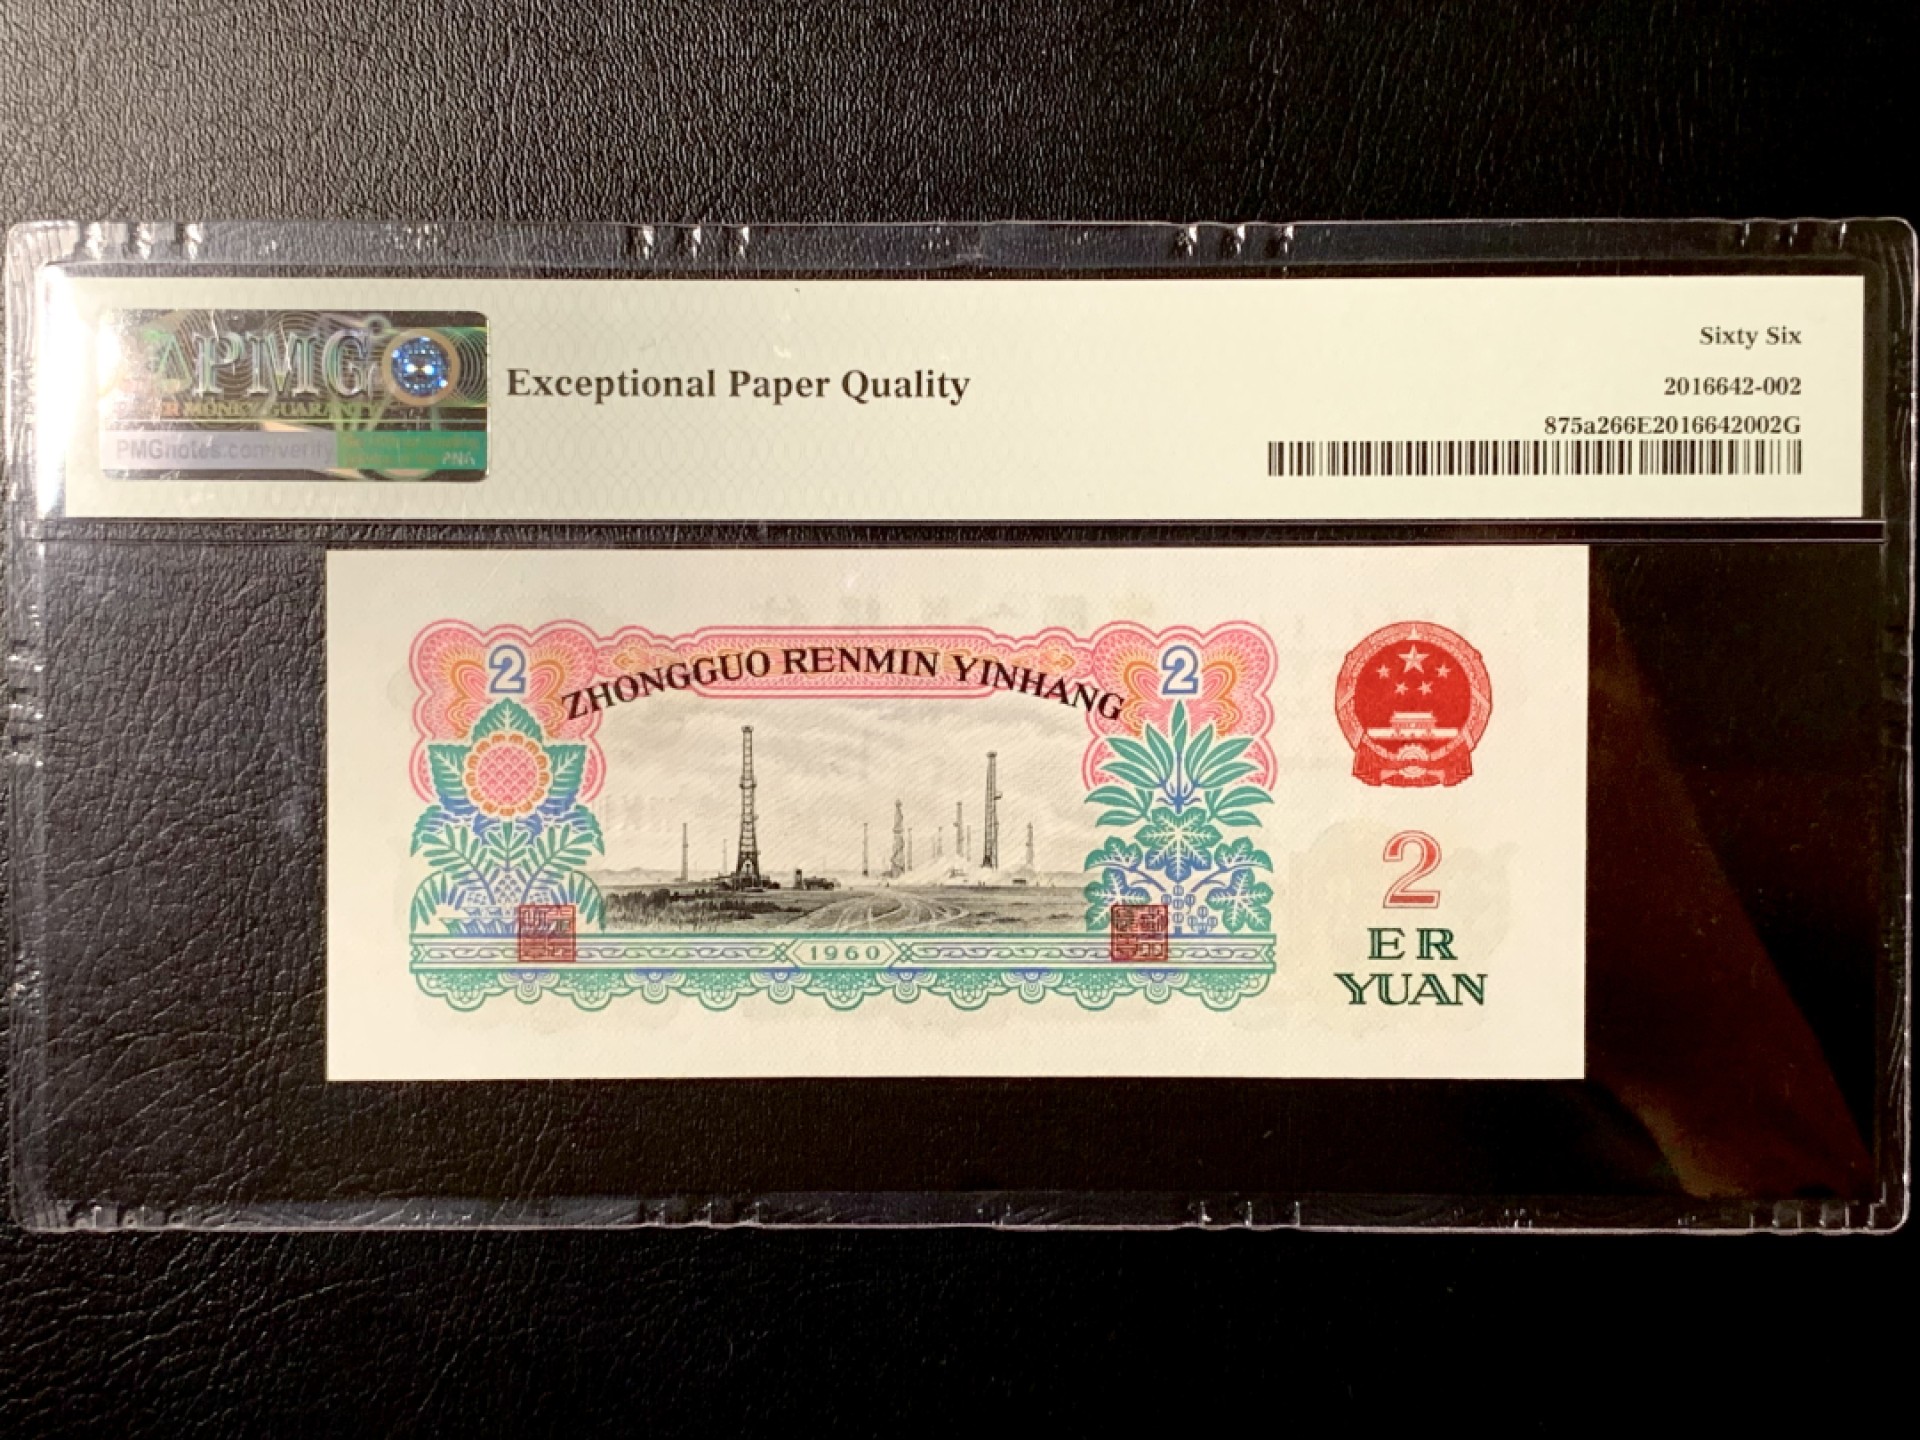 PMG
PMGnotes.com/verify
Exceptional Paper Quality
Sixty Six
2016642-002
875a266E2016642002G
2
ZHONGGUO RENMIN YINHANG
2
1960
2
ER
YUAN